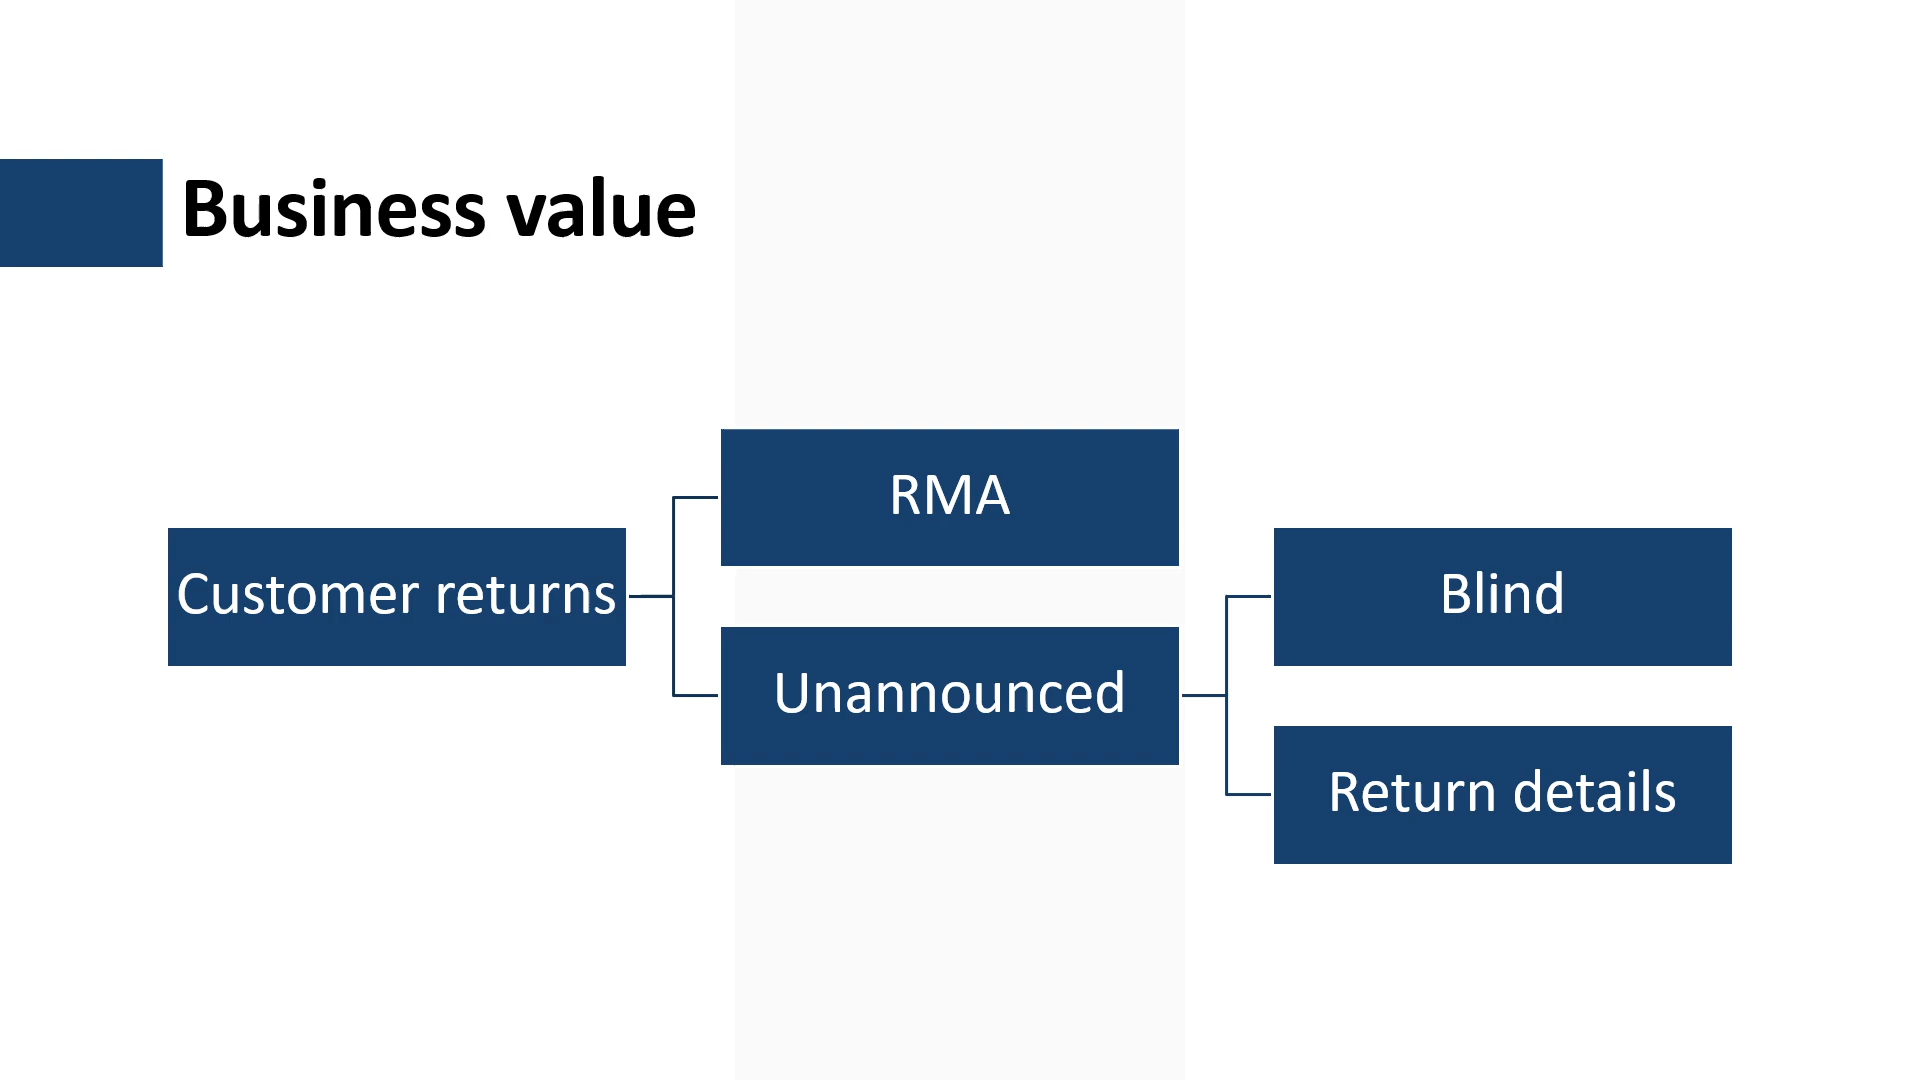 Business value
Customer returns
RMA
Unannounced
Blind
Return details